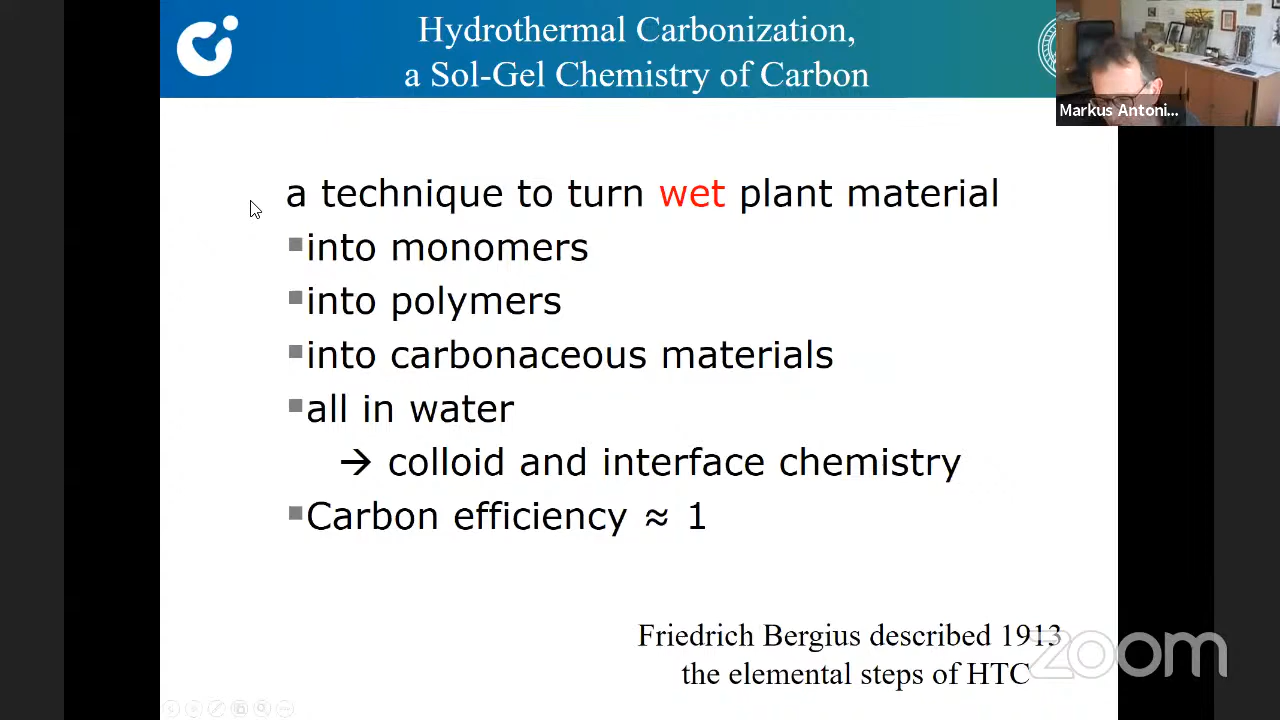 Hydrothermal Carbonization,
a Sol-Gel Chemistry of Carbon
Markus Antoni...
a technique to turn wet plant material
▪into monomers
▪into polymers
▪into carbonaceous materials
▪all in water
→ colloid and interface chemistry
▪Carbon efficiency ≈ 1
Friedrich Bergius described 1913
the elemental steps of HTC
zoom